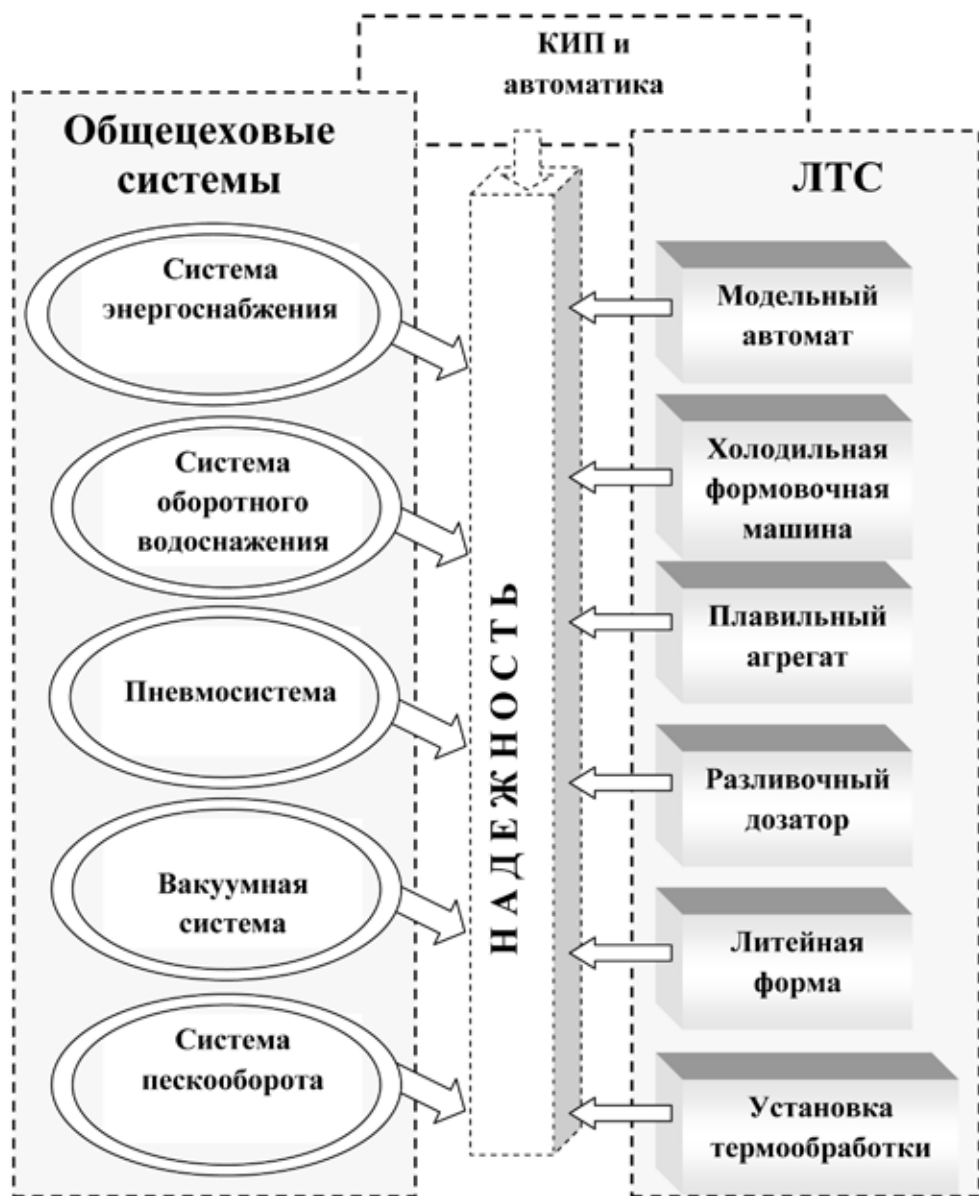 КИП и
автоматика
Общецеховые
системы
Система
энергоснабжения
Система
оборотного
водоснажения
Пневмосистема
Вакуумная
система
Система
пескооборота
НАДЕЖНОСТЬ
ЛТС
Модельный
автомат
Холодильная
формовочная
машина
Плавильный
агрегат
Разливочный
дозатор
Литейная
форма
Установка
термообработки